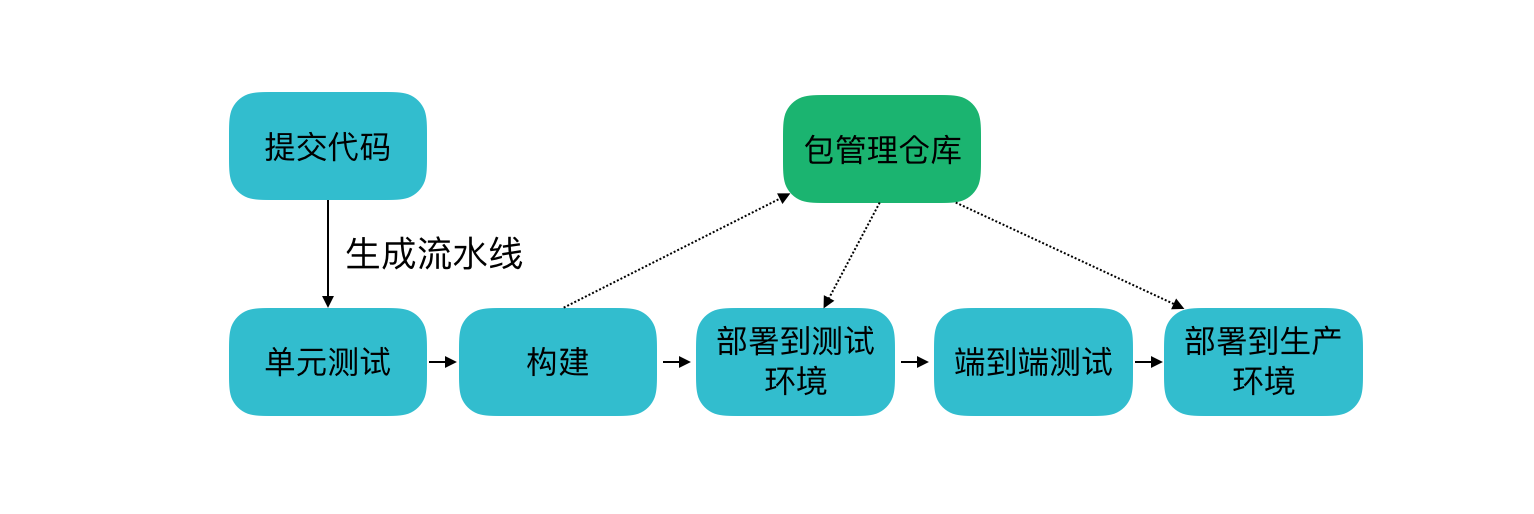 提交代码
包管理仓库
生成流水线
单元测试
构建
部署到测试
环境
端到端测试
部署到生产
环境